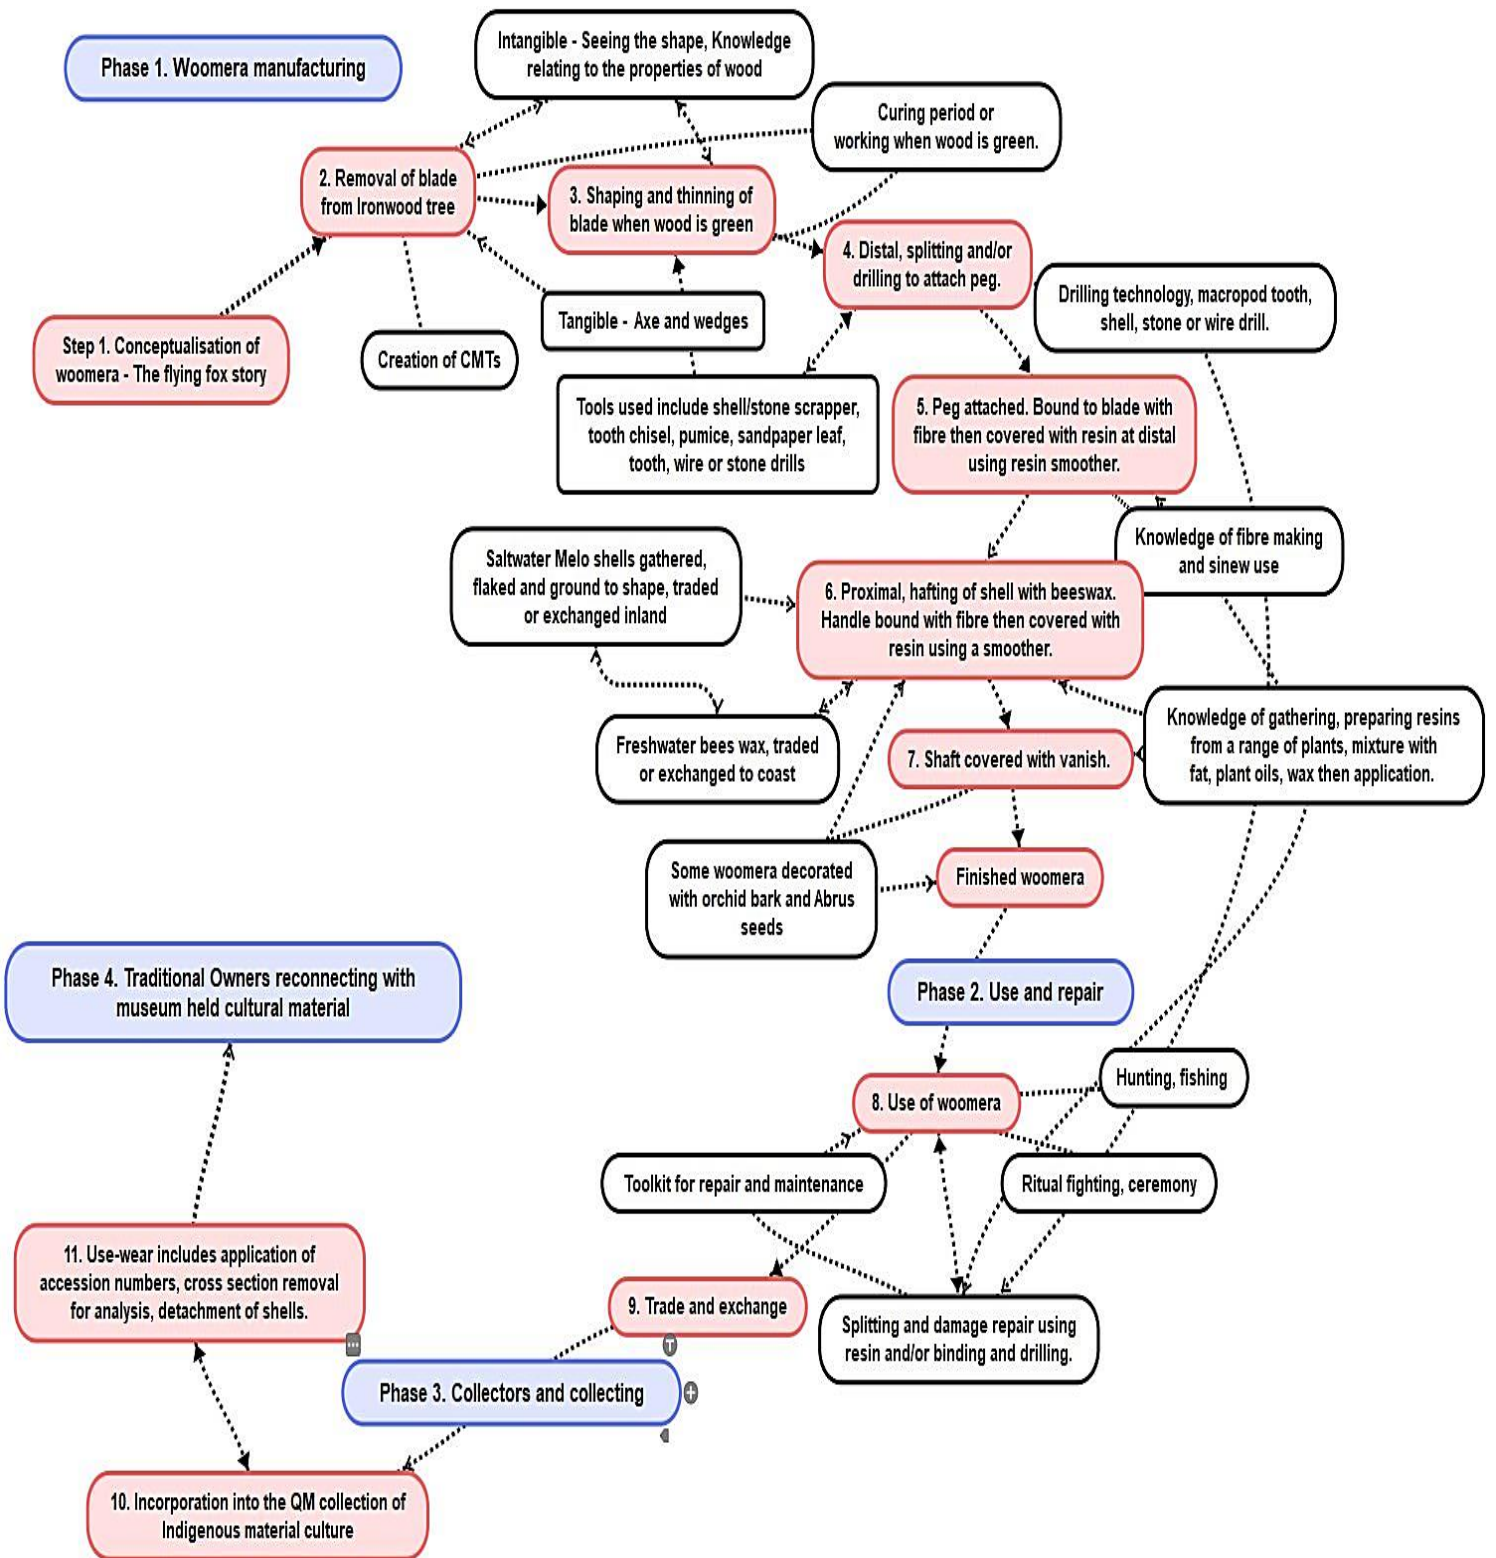 Phase 1. Woomera manufacturing
Intangible - Seeing the shape, Knowledge
relating to the properties of wood
Curing period or
working when wood is green.
2. Removal of blade
from Ironwood tree
3. Shaping and thinning of
blade when wood is green
4. Distal, splitting and/or
drilling to attach peg.
Drilling technology, macropod tooth,
shell, stone or wire drill.
Step 1. Conceptualisation of
woomera - The flying fox story
Creation of CMTs
Tangible - Axe and wedges
Tools used include shell/stone scrapper,
tooth chisel, pumice, sandpaper leaf,
tooth, wire or stone drills
5. Peg attached. Bound to blade with
fibre then covered with resin at distal
using resin smoother.
Knowledge of fibre making
and sinew use
Saltwater Melo shells gathered,
flaked and ground to shape, traded
or exchanged inland
6. Proximal, hafting of shell with beeswax.
Handle bound with fibre then covered with
resin using a smoother.
Freshwater bees wax, traded
or exchanged to coast
7. Shaft covered with vanish.
Knowledge of gathering, preparing resins
from a range of plants, mixture with
fat, plant oils, wax then application.
Some woomera decorated
with orchid bark and Abrus
seeds
Finished woomera
Phase 4. Traditional Owners reconnecting with
museum held cultural material
Phase 2. Use and repair
Hunting, fishing
8. Use of woomera
Toolkit for repair and maintenance
Ritual fighting, ceremony
11. Use-wear includes application of
accession numbers, cross section removal
for analysis, detachment of shells.
9. Trade and exchange
Splitting and damage repair using
resin and/or binding and drilling.
Phase 3. Collectors and collecting
10. Incorporation into the QM collection of
Indigenous material culture